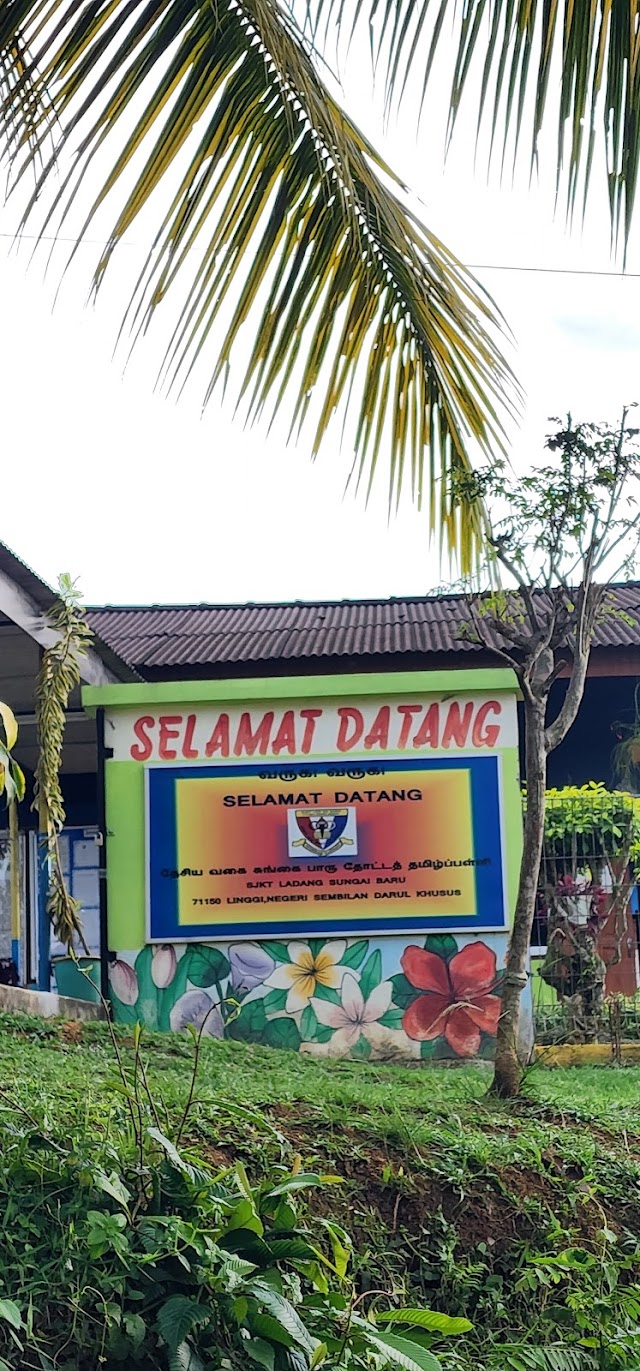 SELAMAT DATANG
வருக! வருக!
SELAMAT DATANG
தேசிய வகை சுங்கை பாரு தோட்டத் தமிழ்ப்பள்ளி
SJKT LADANG SUNGAI BARU
71150 LINGGI,NEGERI SEMBILAN DARUL KHUSUS